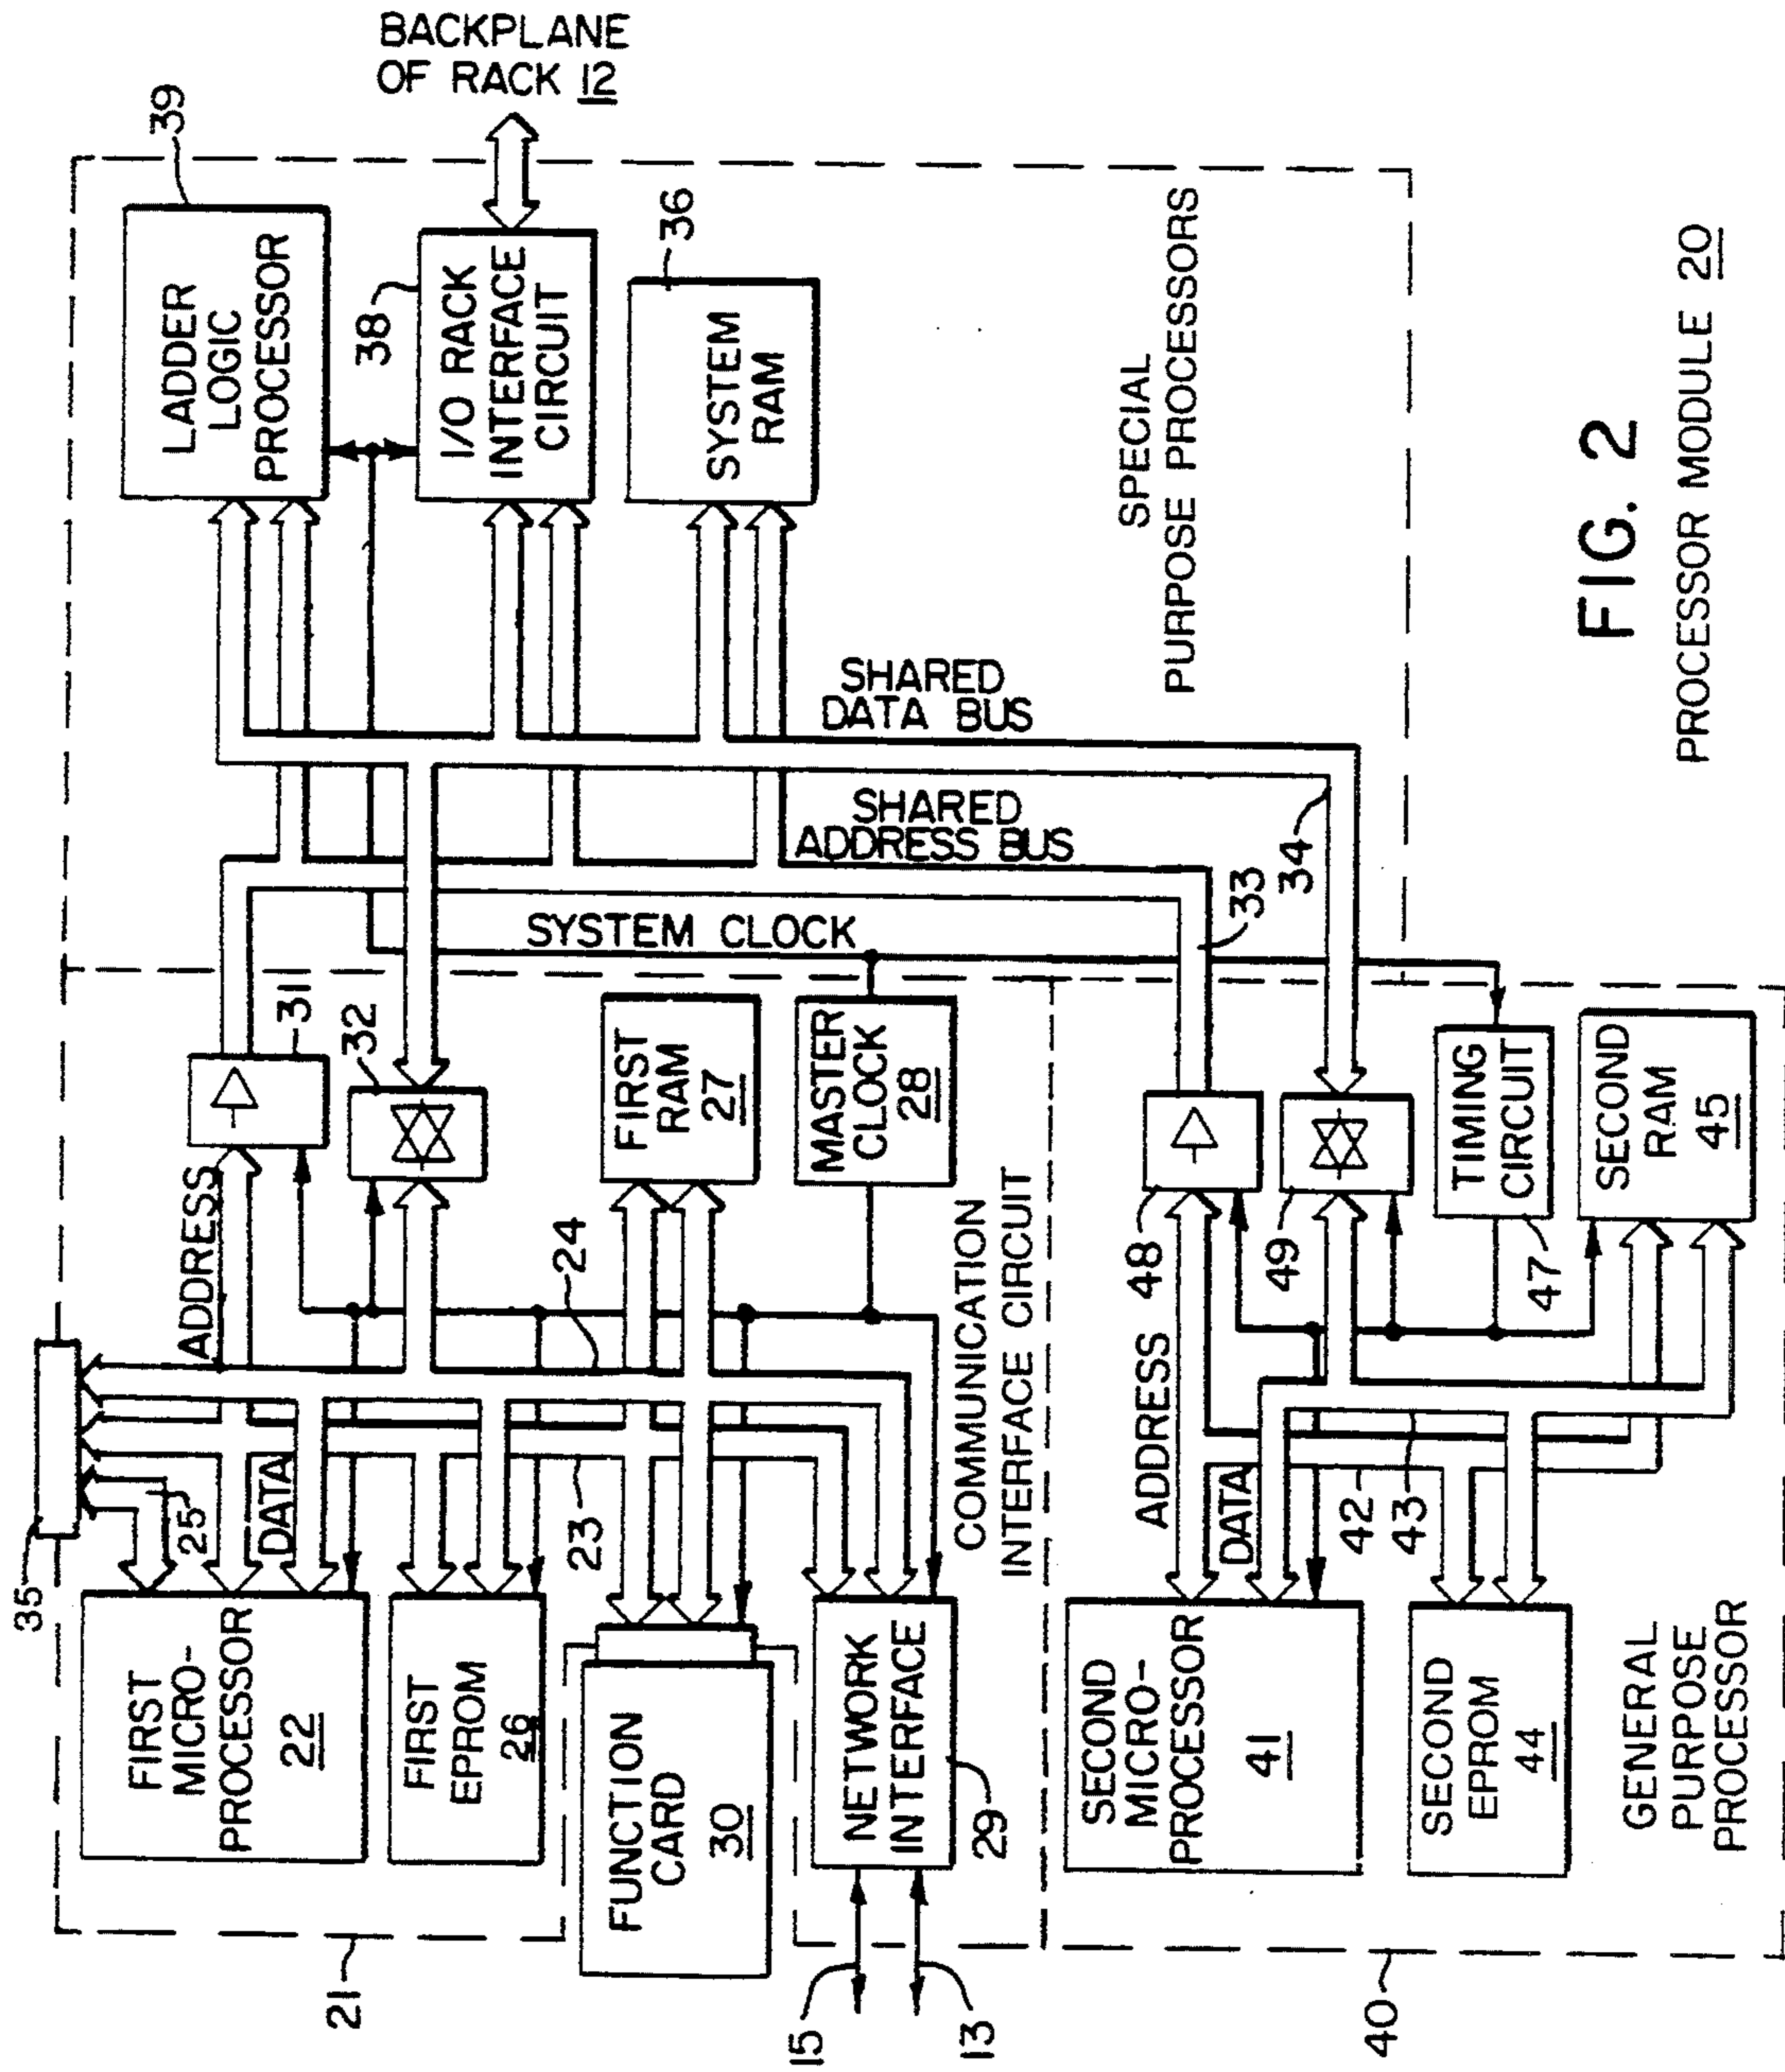 BACKPLANE
OF RACK 12
39
LADDER
LOGIC
PROCESSOR
38
I/O RACK
INTERFACE
CIRCUIT
36
SYSTEM
RAM
SPECIAL
PURPOSE PROCESSORS
SHARED
DATA BUS
SHARED
ADDRESS BUS
SYSTEM CLOCK
33
34
31
32
FIRST
RAM
27
MASTER
CLOCK
28
ADDRESS
24
COMMUNICATION
INTERFACE CIRCUIT
48
49
TIMING
CIRCUIT
47
SECOND
RAM
45
35
25
DATA
23
ADDRESS
DATA
42
43
FIRST
MICRO-
PROCESSOR
22
FIRST
EPROM
26
FUNCTION
CARD
30
NETWORK
INTERFACE
29
SECOND
MICRO-
PROCESSOR
41
SECOND
EPROM
44
GENERAL
PURPOSE
PROCESSOR
21
15
13
40
FIG. 2
PROCESSOR MODULE 20